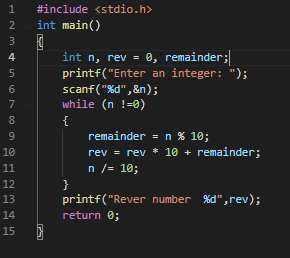 1 #include <stdio.h>
2 int main()
3 {
4 int n, rev = 0, remainder;
5 printf("Enter an integer: ");
6 scanf("%d",&n);
7 while (n !=0)
8 {
9 remainder = n % 10;
10 rev = rev * 10 + remainder;
11 n /= 10;
12 }
13 printf("Rever number  %d",rev);
14 return 0;
15 }